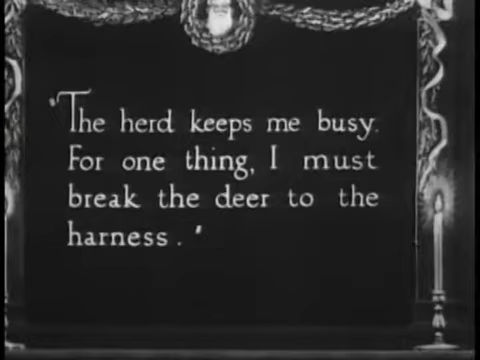 "The herd keeps me busy.
For one thing, I must
break the deer to the
harness."